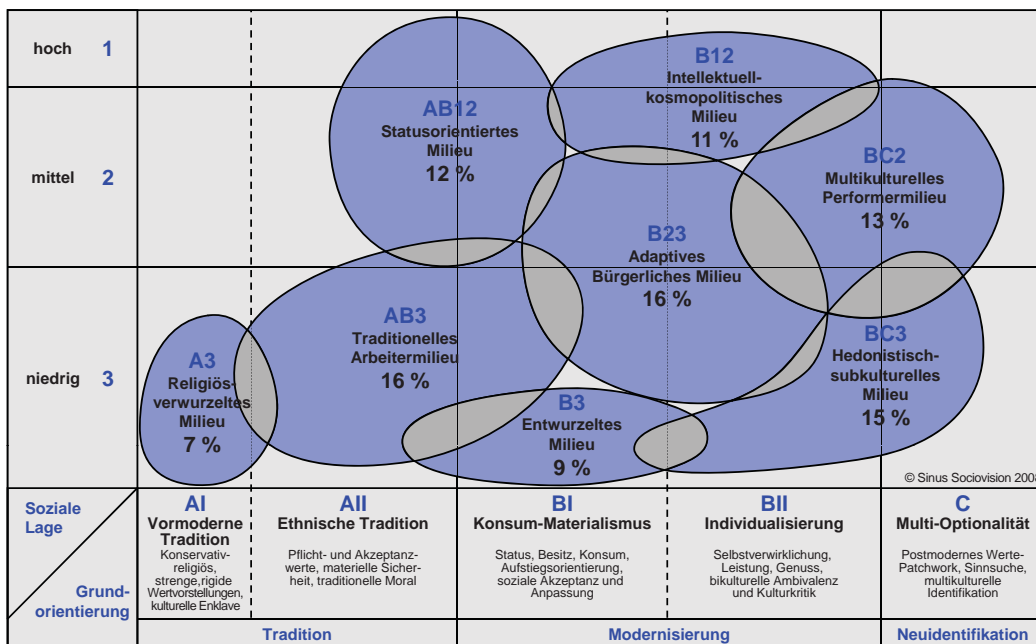 hoch 1
mittel 2
niedrig 3
AB12
Statusorientiertes
Milieu
12 %
B12
Intellektuell-
kosmopolitisches
Milieu
11 %
BC2
Multikulturelles
Performermilieu
13 %
B23
Adaptives
Bürgerliches Milieu
16 %
AB3
Traditionelles
Arbeitermilieu
16 %
A3
Religiös-
verwurzeltes
Milieu
7 %
B3
Entwurzeltes
Milieu
9 %
BC3
Hedonistisch-
subkulturelles
Milieu
15 %
© Sinus Sociovision 2008
Soziale
Lage
Grund-
orientierung
AI
Vormoderne
Tradition
Konservativ-
religiös,
strenge,rigide
Wertvorstellungen,
kulturelle Enklave
AII
Ethnische Tradition
Pflicht- und Akzeptanz-
werte, materielle Sicher-
heit, traditionelle Moral
BI
Konsum-Materialismus
Status, Besitz, Konsum,
Aufstiegsorientierung,
soziale Akzeptanz und
Anpassung
BII
Individualisierung
Selbstverwirklichung,
Leistung, Genuss,
bikulturelle Ambivalenz
und Kulturkritik
C
Multi-Optionalität
Postmodernes Werte-
Patchwork, Sinnsuche,
multikulturelle
Identifikation
Tradition
Modernisierung
Neuidentifikation